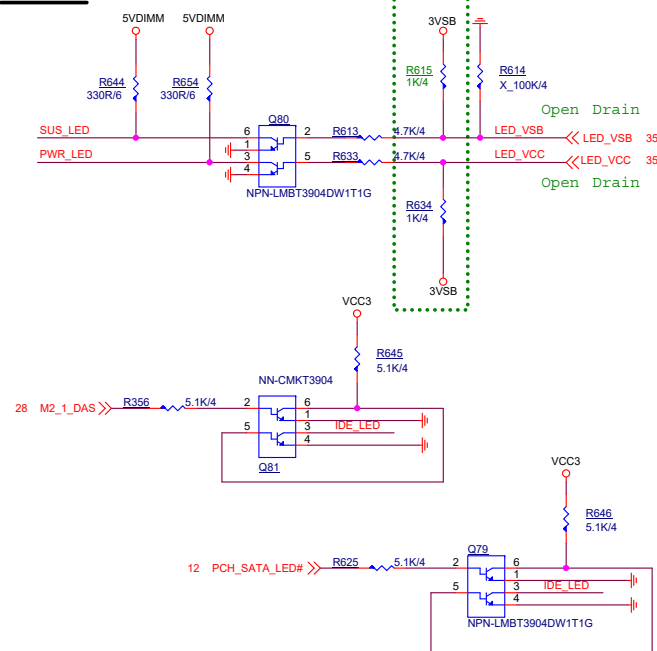 5VDIMM 5VDIMM 3VSB
R644 330R/6
R654 330R/6
R615 1K/4
R614 X_100K/4
Open Drain
SUS_LED 6 Q80 2 R613 4.7K/4 LED_VSB LED_VSB 35
1
PWR_LED 3 5 R633 4.7K/4 LED_VCC LED_VCC 35
4
Open Drain
NPN-LMBT3904DW1T1G
R634 1K/4
3VSB
VCC3
R645
5.1K/4
NN-CMKT3904
28 M2_1_DAS R356 5.1K/4 2 6
1
5 3 IDE_LED
4
Q81
VCC3
R646
5.1K/4
Q79
12 PCH_SATA_LED# R625 5.1K/4 2 6
1
5 3 IDE_LED
4
NPN-LMBT3904DW1T1G